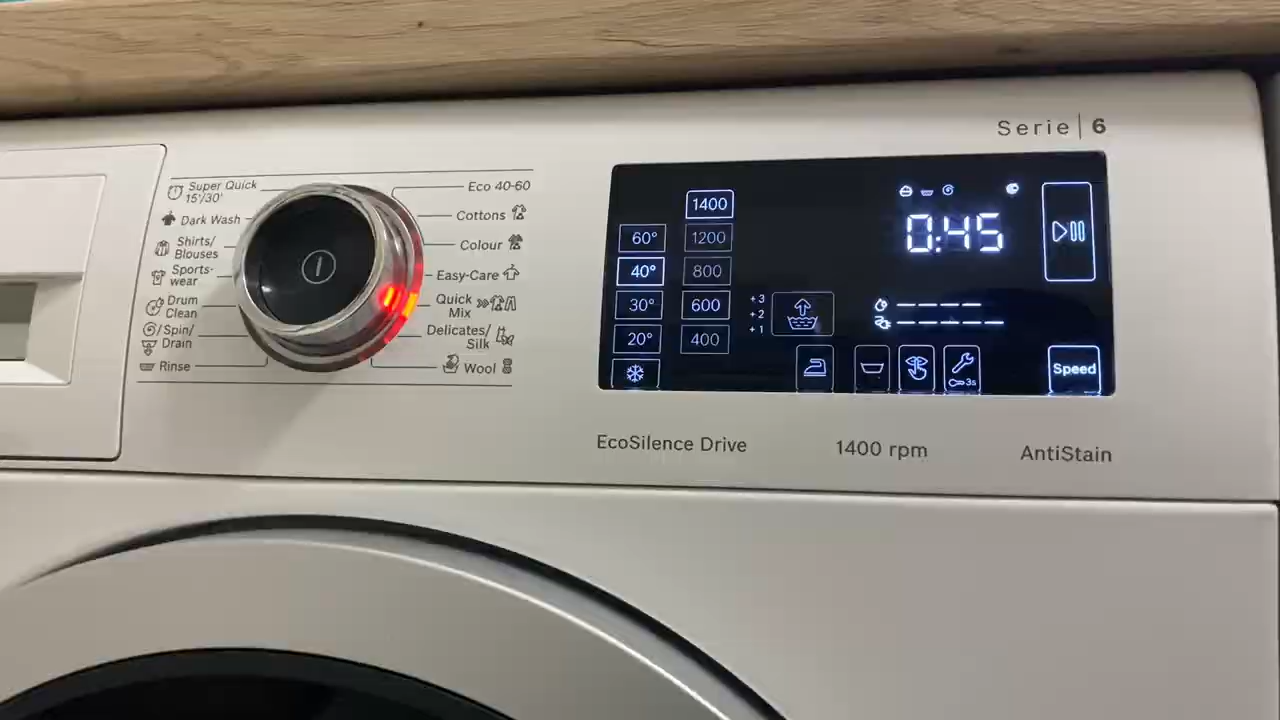 Serie | 6
Super Quick
15'/30'
Dark Wash
Shirts/
Blouses
Sports-
wear
Drum
Clean
Spin/
Drain
Rinse
Eco 40-60
Cottons
Colour
Easy-Care
Quick
Mix
Delicates/
Silk
Wool
60°
40°
30°
20°
1400
1200
800
600
400
+3
+2
+1
0:45
3s
Speed
EcoSilence Drive
1400 rpm
AntiStain